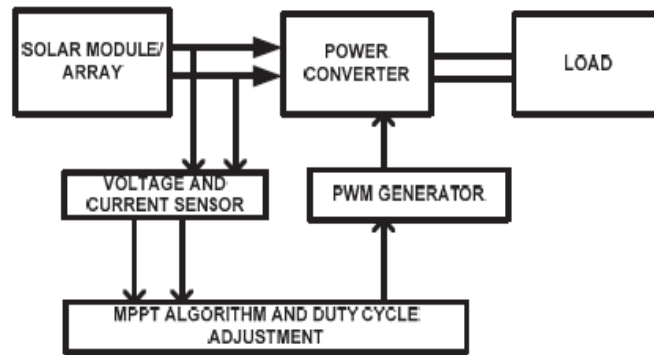 SOLAR MODULE/
ARRAY
POWER
CONVERTER
LOAD
VOLTAGE AND
CURRENT SENSOR
PWM GENERATOR
MPPT ALGORITHM AND DUTY CYCLE
ADJUSTMENT